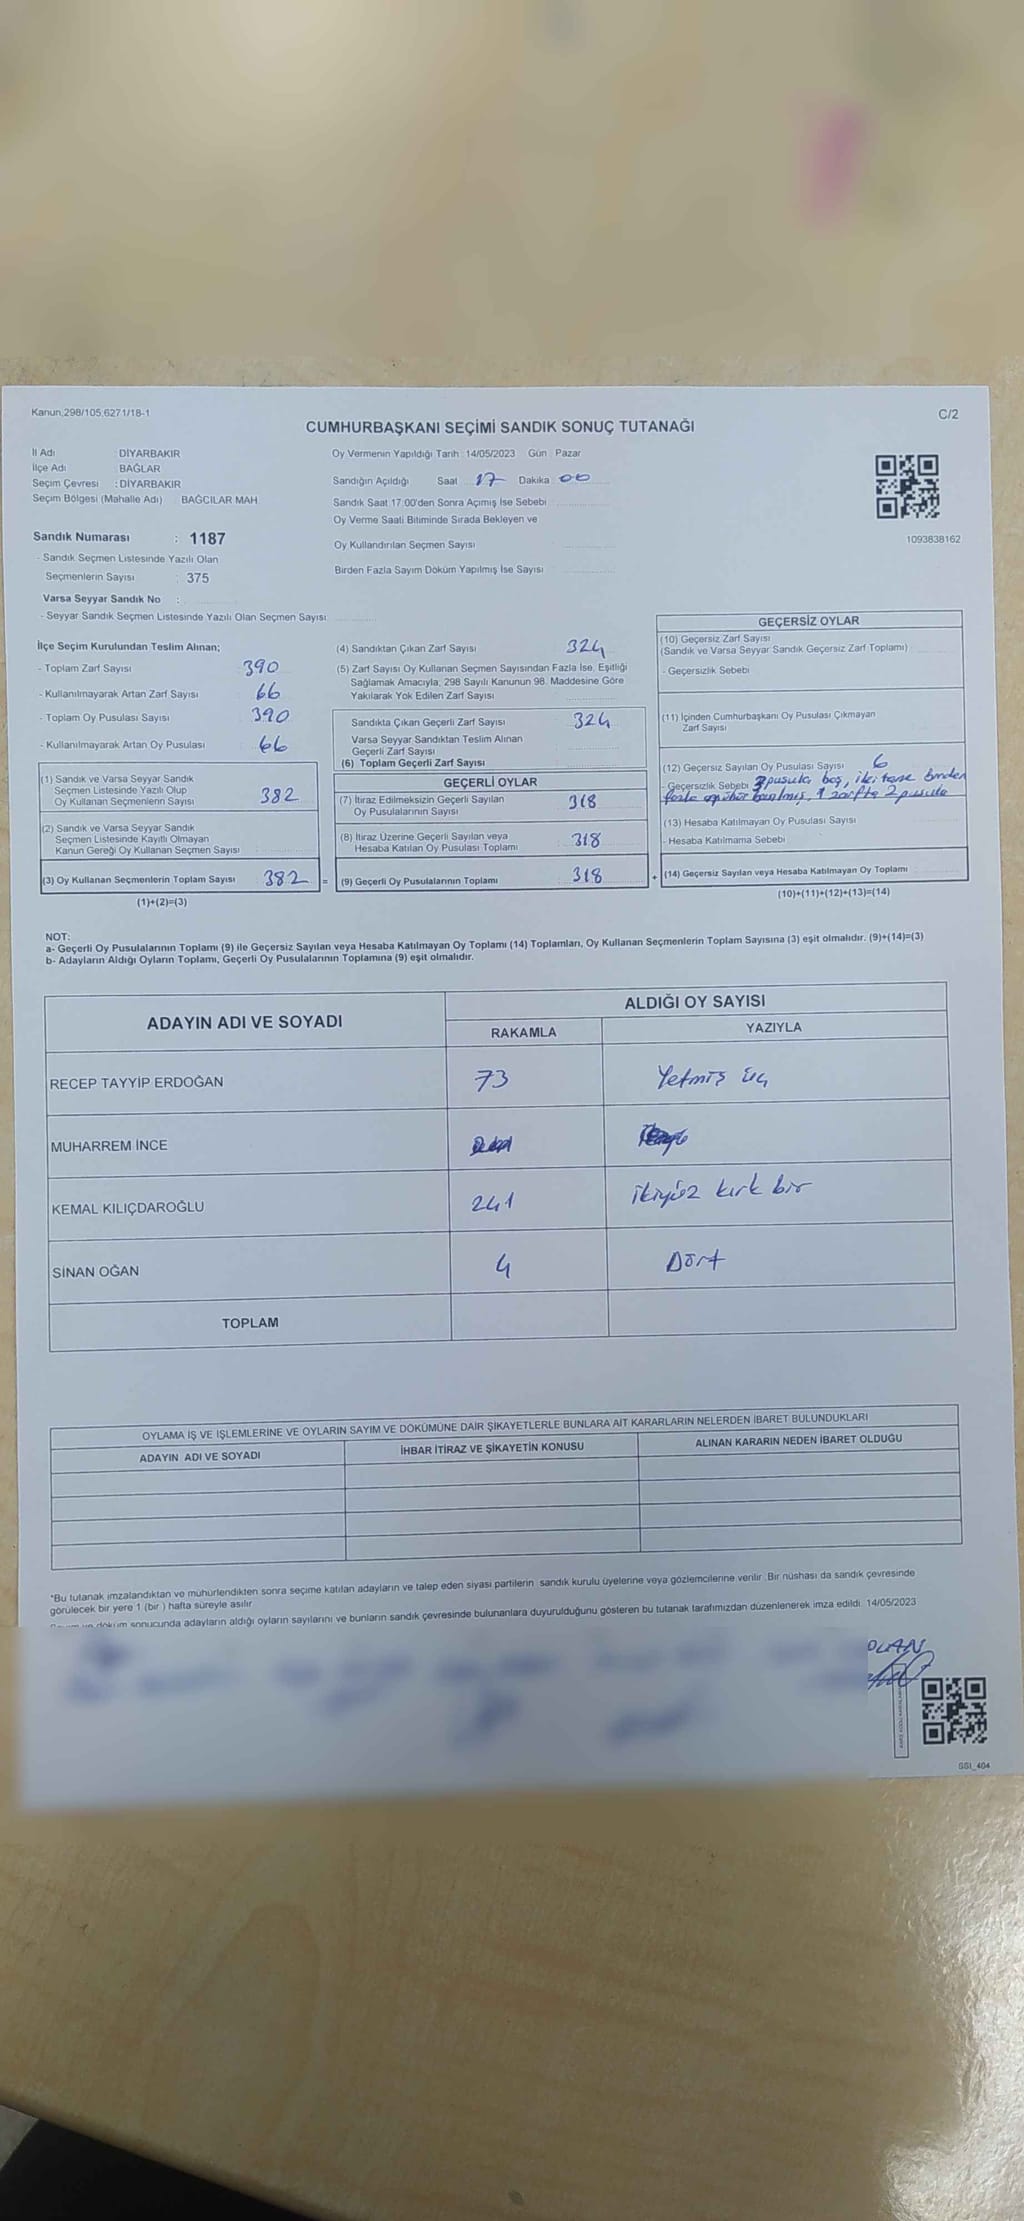 Kanun,298/105,6271/18-1
C/2
CUMHURBAŞKANI SEÇİMİ SANDIK SONUÇ TUTANAĞI
İl Adı : DİYARBAKIR
İlçe Adı : BAĞLAR
Seçim Çevresi : DİYARBAKIR
Seçim Bölgesi (Mahalle Adı) BAĞCILAR MAH
Sandık Numarası : 1187
- Sandık Seçmen Listesinde Yazılı Olan
Seçmenlerin Sayısı : 375
Varsa Seyyar Sandık No :
- Seyyar Sandık Seçmen Listesinde Yazılı Olan Seçmen Sayısı
Oy Vermenin Yapıldığı Tarih 14/05/2023 Gün Pazar
Sandığın Açıldığı Saat 17 Dakika 00
Sandık Saat 17:00'den Sonra Açımış İse Sebebi
Oy Verme Saati Bitiminde Sırada Bekleyen ve
Oy Kullandırılan Seçmen Sayısı
Birden Fazla Sayım Döküm Yapılmış İse Sayısı
1093838162
İlçe Seçim Kurulundan Teslim Alınan;
- Toplam Zarf Sayısı 390
- Kullanılmayarak Artan Zarf Sayısı 66
- Toplam Oy Pusulası Sayısı 390
- Kullanılmayarak Artan Oy Pusulası 66
(1) Sandık ve Varsa Seyyar Sandık
Seçmen Listesinde Yazılı Olup
Oy Kullanan Seçmenlerin Sayısı 382
(2) Sandık ve Varsa Seyyar Sandık
Seçmen Listesinde Kayıtlı Olmayan
Kanun Gereği Oy Kullanan Seçmen Sayısı
(3) Oy Kullanan Seçmenlerin Toplam Sayısı 382 =
(1)+(2)=(3)
(4) Sandıktan Çıkan Zarf Sayısı 324
(5) Zarf Sayısı Oy Kullanan Seçmen Sayısından Fazla İse, Eşitliği
Sağlamak Amacıyla, 298 Sayılı Kanunun 98. Maddesine Göre
Yakılarak Yok Edilen Zarf Sayısı
Sandıkta Çıkan Geçerli Zarf Sayısı 324
Varsa Seyyar Sandıktan Teslim Alınan
Geçerli Zarf Sayısı
(6) Toplam Geçerli Zarf Sayısı
GEÇERLİ OYLAR
(7) İtiraz Edilmeksizin Geçerli Sayılan
Oy Pusulalarının Sayısı 318
(8) İtiraz Üzerine Geçerli Sayılan veya
Hesaba Katılan Oy Pusulası Toplamı 318
(9) Geçerli Oy Pusulalarının Toplamı 318 +
GEÇERSİZ OYLAR
(10) Geçersiz Zarf Sayısı
(Sandık ve Varsa Seyyar Sandık Geçersiz Zarf Toplamı)
- Geçersizlik Sebebi
(11) İçinden Cumhurbaşkanı Oy Pusulası Çıkmayan
Zarf Sayısı
(12) Geçersiz Sayılan Oy Pusulası Sayısı 6
- Geçersizlik Sebebi 3 pusula boş, iki tane birden
fazla mühür basılmış, 1 zarfta 2 pusula
(13) Hesaba Katılmayan Oy Pusulası Sayısı
- Hesaba Katılmama Sebebi
(14) Geçersiz Sayılan veya Hesaba Katılmayan Oy Toplamı
(10)+(11)+(12)+(13)=(14)
NOT:
a- Geçerli Oy Pusulalarının Toplamı (9) ile Geçersiz Sayılan veya Hesaba Katılmayan Oy Toplamı (14) Toplamları, Oy Kullanan Seçmenlerin Toplam Sayısına (3) eşit olmalıdır. (9)+(14)=(3)
b- Adayların Aldığı Oyların Toplamı, Geçerli Oy Pusulalarının Toplamına (9) eşit olmalıdır.
ADAYIN ADI VE SOYADI
ALDIĞI OY SAYISI
RAKAMLA YAZIYLA
RECEP TAYYİP ERDOĞAN 73 Yetmiş üç
MUHARREM İNCE
KEMAL KILIÇDAROĞLU 241 ikiyüz kırk bir
SİNAN OĞAN 4 Dört
TOPLAM
OYLAMA İŞ VE İŞLEMLERİNE VE OYLARIN SAYIM VE DÖKÜMÜNE DAİR ŞİKAYETLERLE BUNLARA AİT KARARLARIN NELERDEN İBARET BULUNDUKLARI
ADAYIN ADI VE SOYADI İHBAR İTİRAZ VE ŞİKAYETİN KONUSU ALINAN KARARIN NEDEN İBARET OLDUĞU
*Bu tutanak imzalandıktan ve mühürlendikten sonra seçime katılan adayların ve talep eden siyasi partilerin sandık kurulu üyelerine veya gözlemcilerine verilir. Bir nüshası da sandık çevresinde
görülecek bir yere 1 (bir ) hafta süreyle asılır
döküm sonucunda adayların aldığı oyların sayılarını ve bunların sandık çevresinde bulunanlara duyurulduğunu gösteren bu tutanak tarafımızdan düzenlenerek imza edildi. 14/05/2023
SSI_404